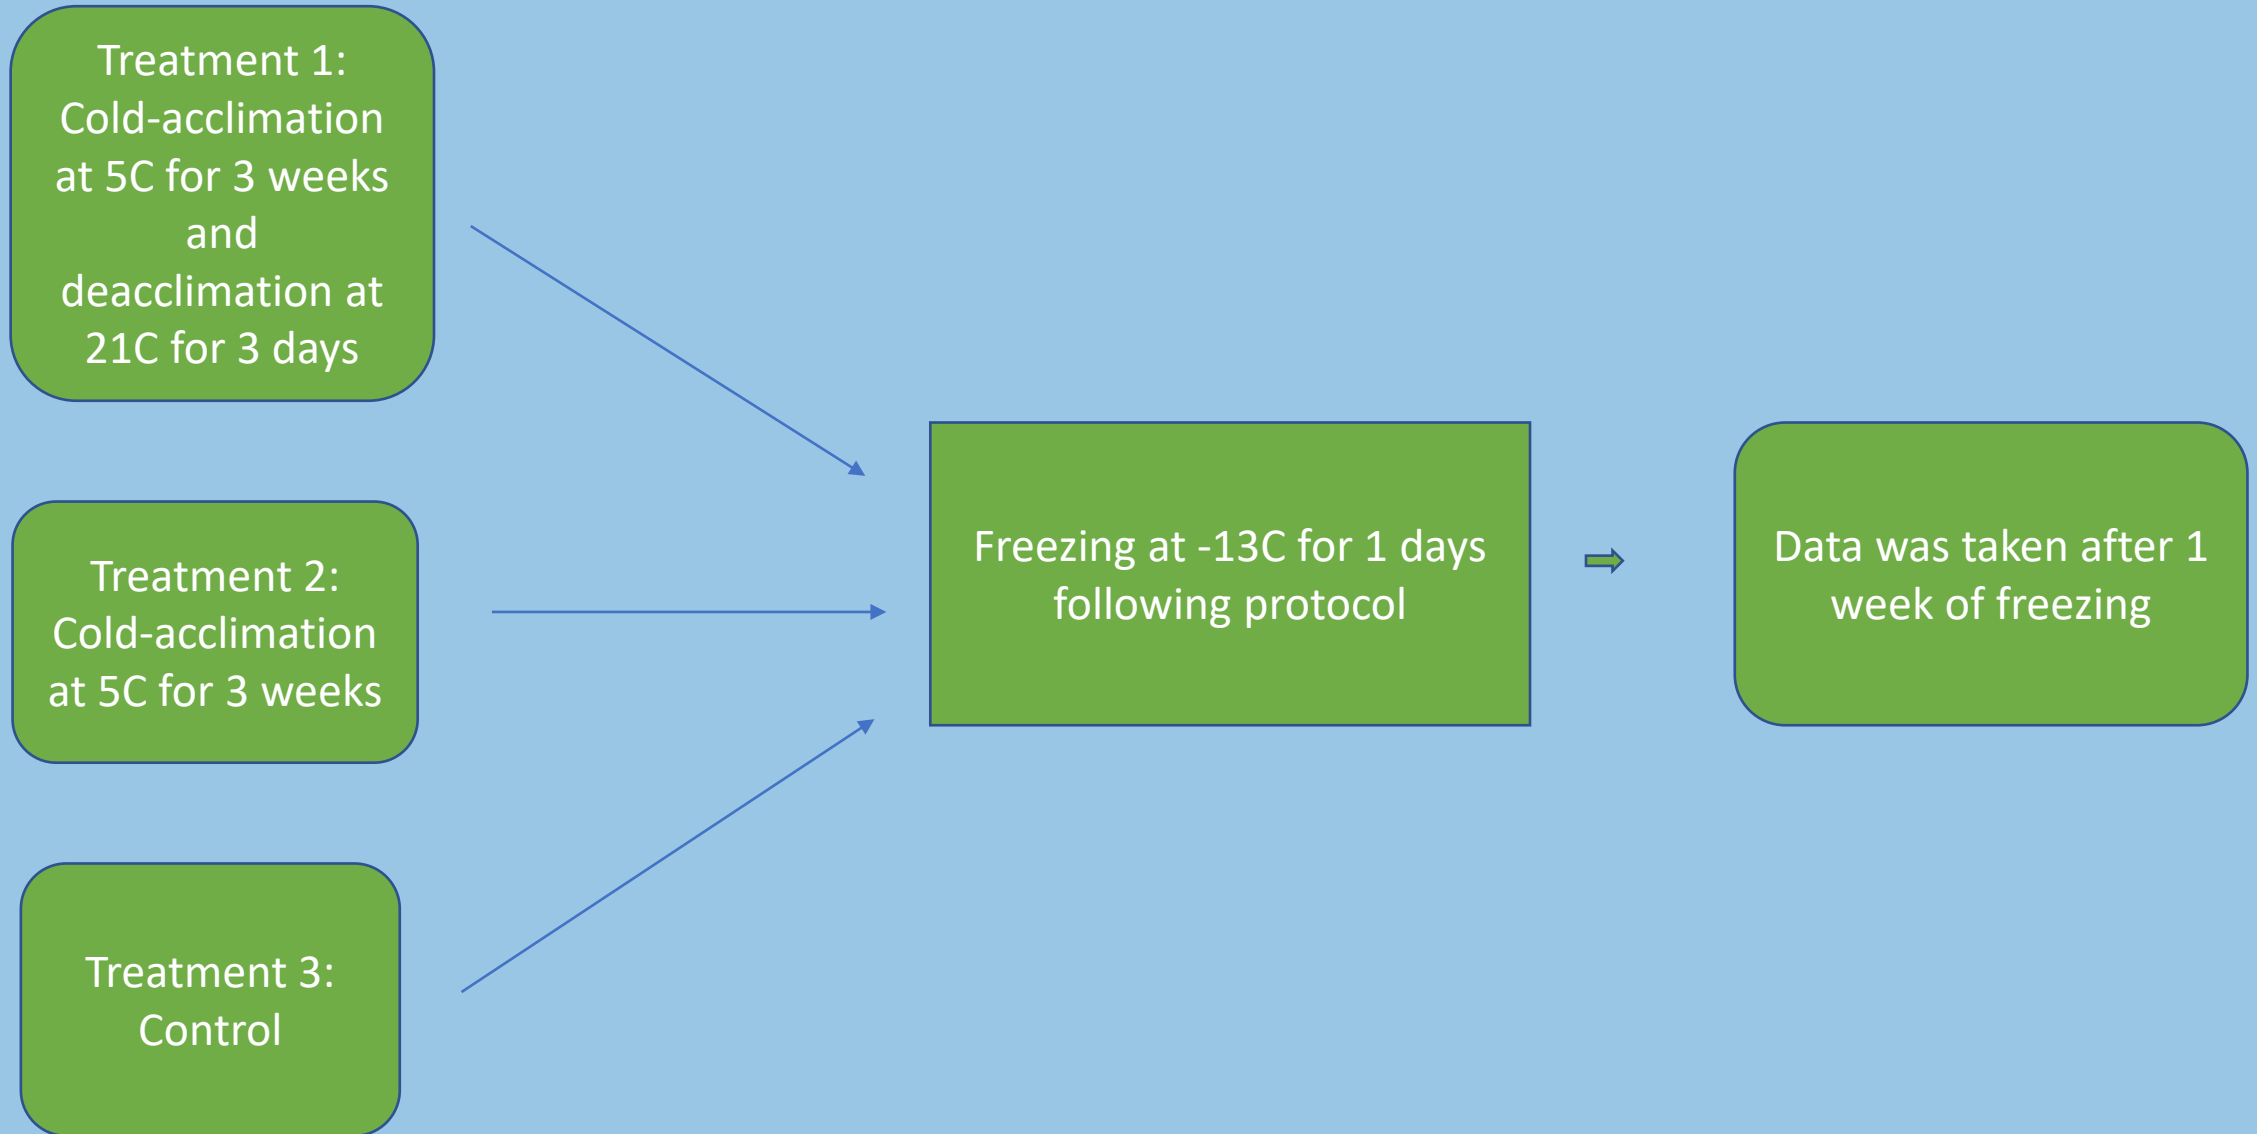 Treatment 1:
Cold-acclimation
at 5C for 3 weeks
and
deacclimation at
21C for 3 days
Treatment 2:
Cold-acclimation
at 5C for 3 weeks
Treatment 3:
Control
Freezing at -13C for 1 days
following protocol
Data was taken after 1
week of freezing